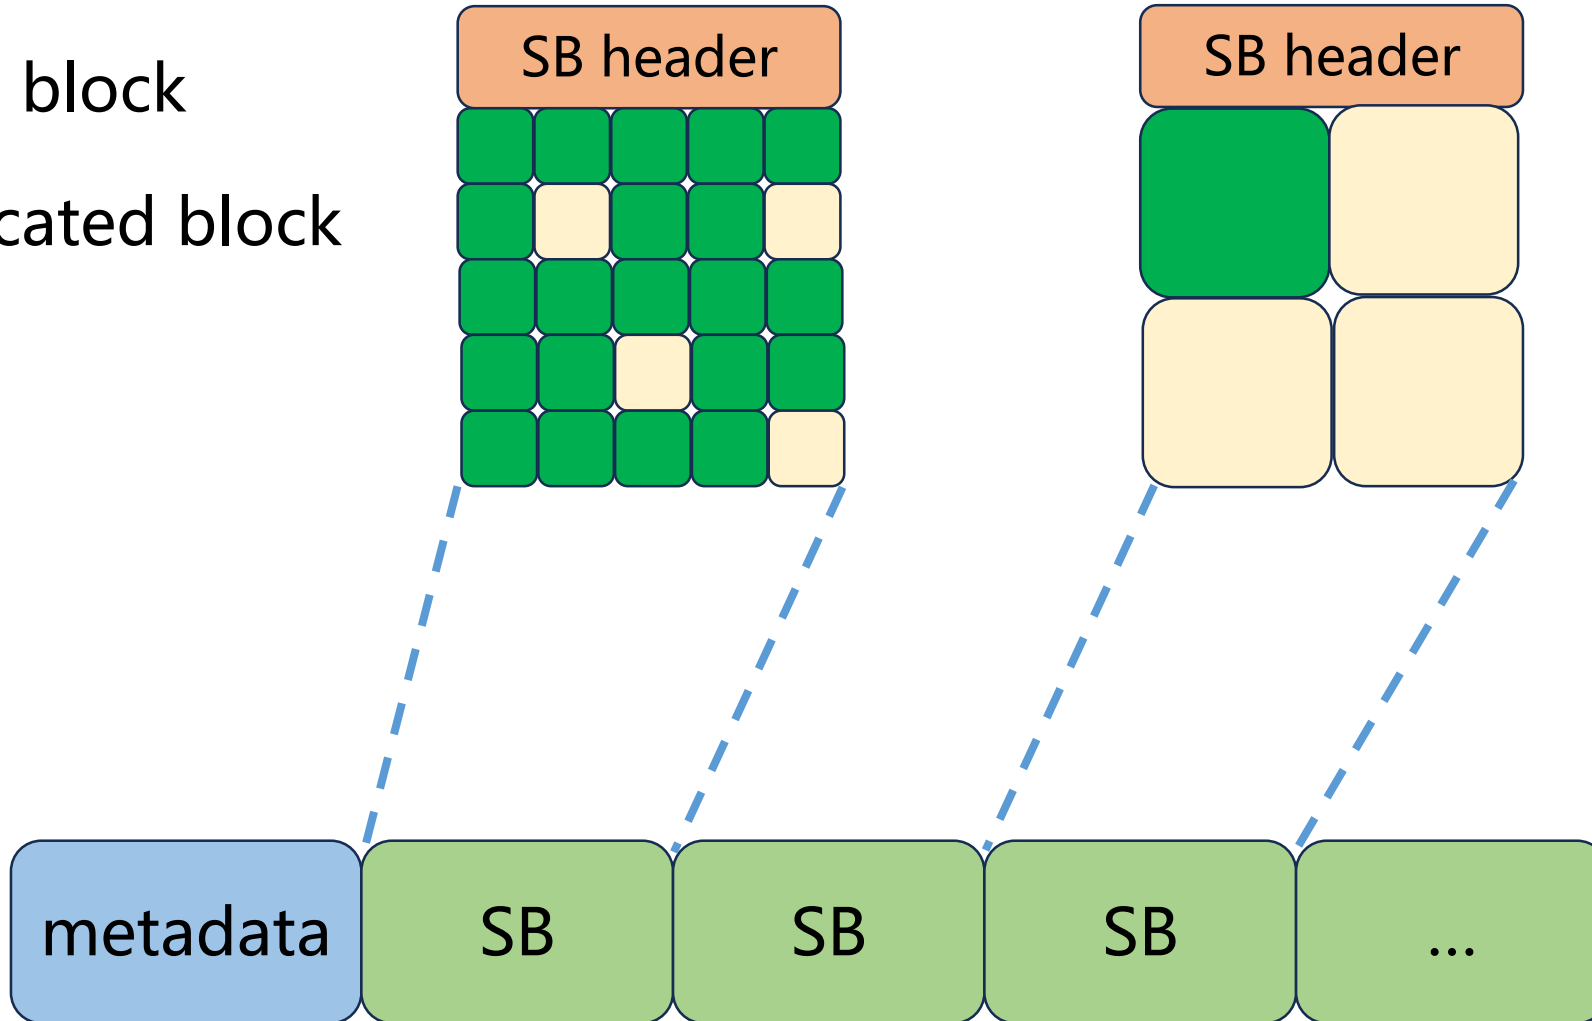 SB header
SB header
block
cated block
metadata
SB
SB
SB
...